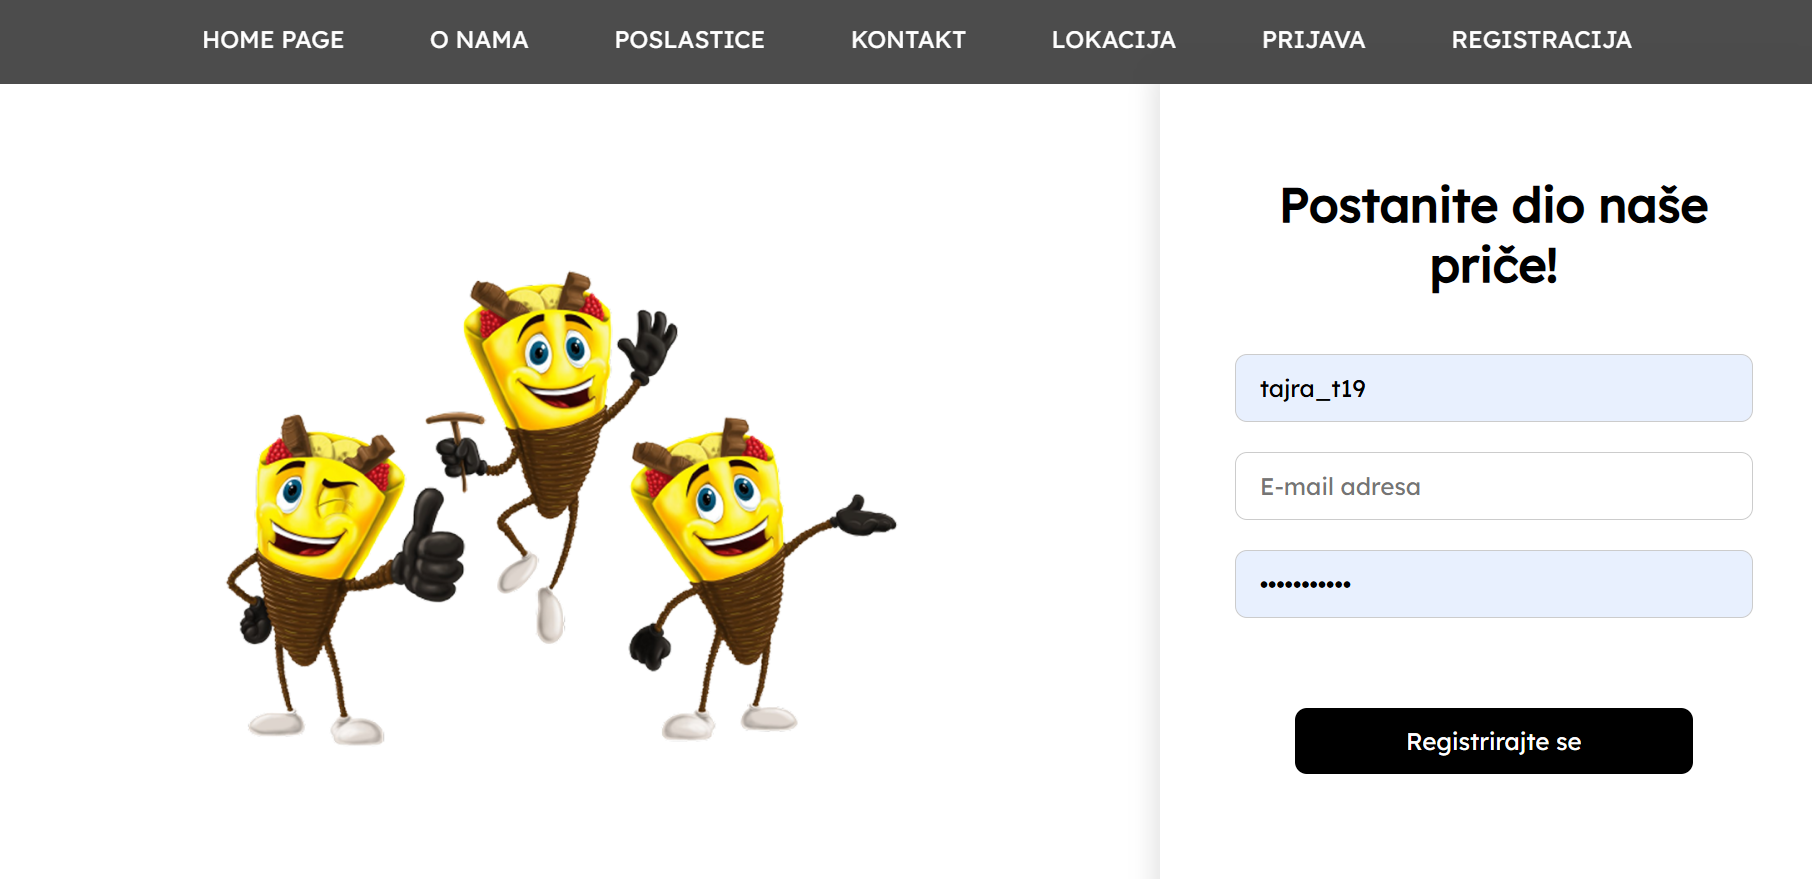 HOME PAGE O NAMA POSLASTICE KONTAKT LOKACIJA PRIJAVA REGISTRACIJA
Postanite dio naše
priče!
tajra_t19
E-mail adresa
•••••••••••
Registrirajte se